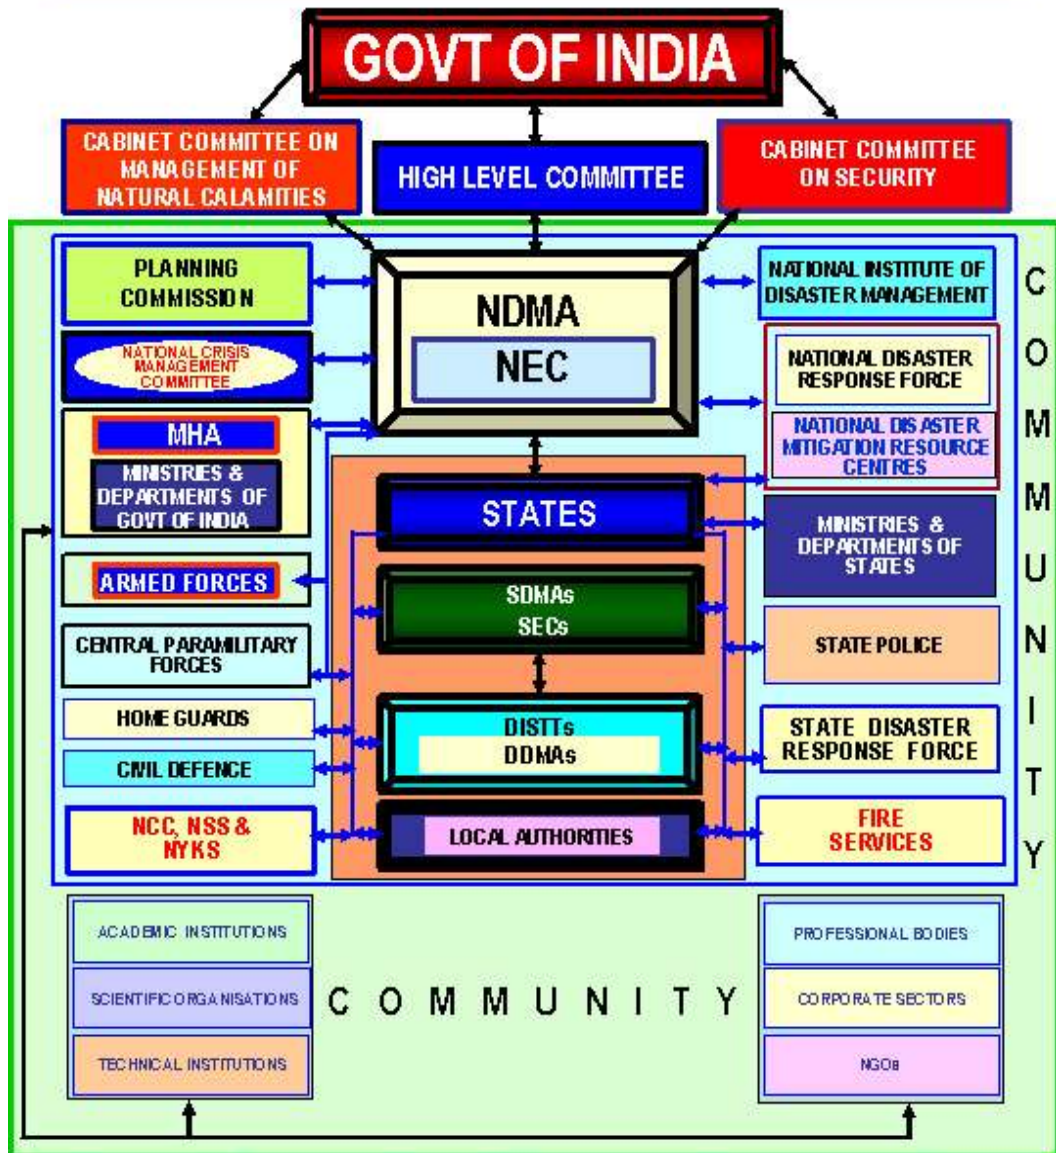 GOVT OF INDIA
CABINET COMMITTEE ON
MANAGEMENT OF
NATURAL CALAMITIES
HIGH LEVEL COMMITTEE
CABINET COMMITTEE
ON SECURITY
PLANNING
COMMISSION
NATIONAL CRISIS
MANAGEMENT
COMMITTEE
MHA
MINISTRIES &
DEPARTMENTS OF
GOVT OF INDIA
ARMED FORCES
CENTRAL PARAMILITARY
FORCES
HOME GUARDS
CIVIL DEFENCE
NCC, NSS &
NYKS
NDMA
NEC
STATES
SDMAs
SECs
DISTTs
DDMAs
LOCAL AUTHORITIES
NATIONAL INSTITUTE OF
DISASTER MANAGEMENT
NATIONAL DISASTER
RESPONSE FORCE
NATIONAL DISASTER
MITIGATION RESOURCE
CENTRES
MINISTRIES &
DEPARTMENTS OF
STATES
STATE POLICE
STATE DISASTER
RESPONSE FORCE
FIRE
SERVICES
COMMUNITY
ACADEMIC INSTITUTIONS
SCIENTIFIC ORGANISATIONS
TECHNICAL INSTITUTIONS
COMMUNITY
PROFESSIONAL BODIES
CORPORATE SECTORS
NGOs